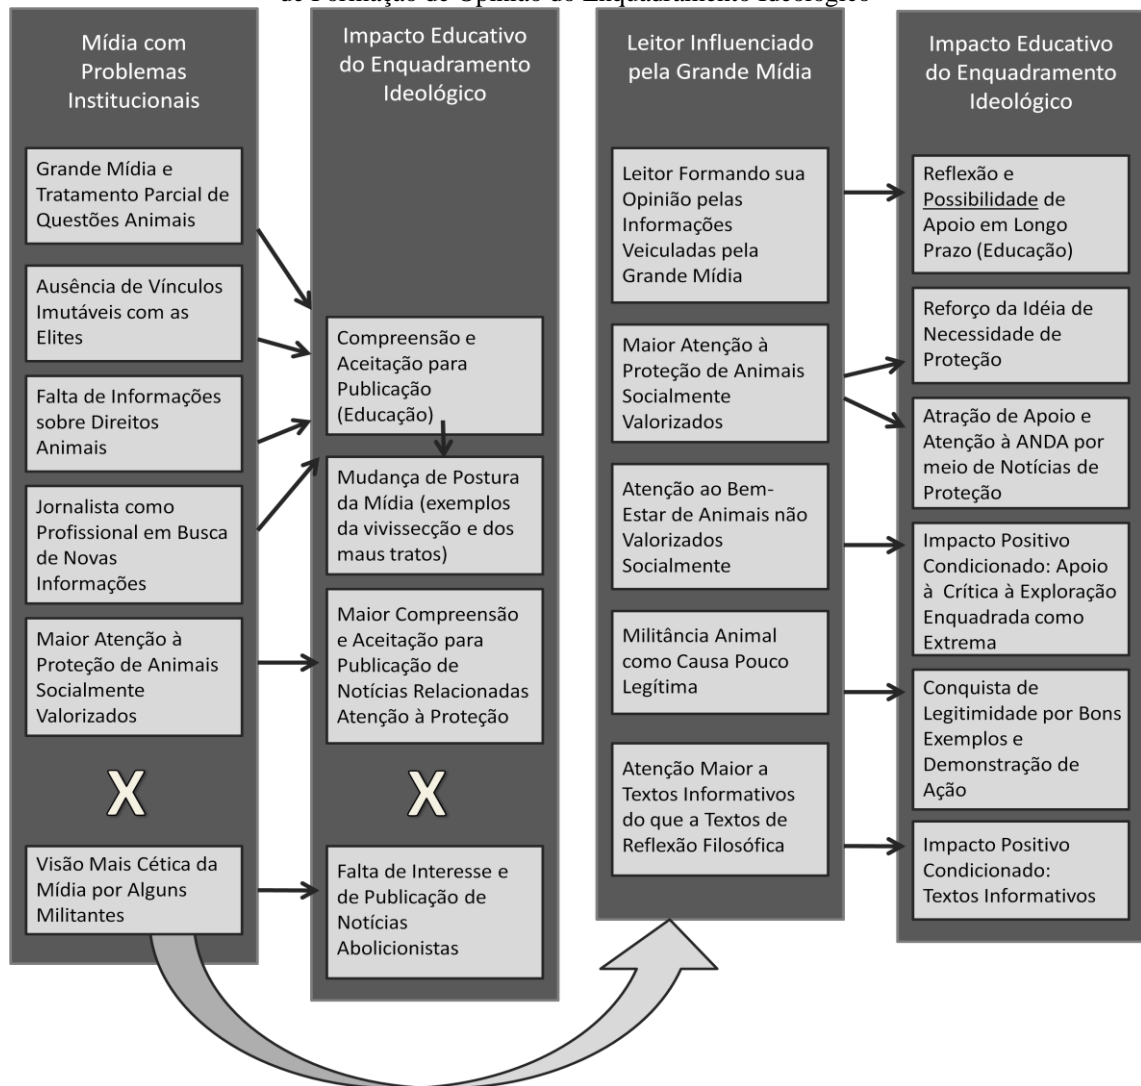 de Formação de Opinião do Enquadramento Ideológico
Mídia com
Problemas
Institucionais
Grande Mídia e
Tratamento Parcial de
Questões Animais
Ausência de Vínculos
Imutáveis com as
Elites
Falta de Informações
sobre Direitos
Animais
Jornalista como
Profissional em Busca
de Novas
Informações
Maior Atenção à
Proteção de Animais
Socialmente
Valorizados
X
Visão Mais Cética da
Mídia por Alguns
Militantes
Impacto Educativo
do Enquadramento
Ideológico
Compreensão e
Aceitação para
Publicação
(Educação)
Mudança de Postura
da Mídia (exemplos
da vivissecção e dos
maus tratos)
Maior Compreensão
e Aceitação para
Publicação de
Notícias Relacionadas
Atenção à Proteção
X
Falta de Interesse e
de Publicação de
Notícias
Abolicionistas
Leitor Influenciado
pela Grande Mídia
Leitor Formando sua
Opinião pelas
Informações
Veiculadas pela
Grande Mídia
Maior Atenção à
Proteção de Animais
Socialmente
Valorizados
Atenção ao Bem-
Estar de Animais não
Valorizados
Socialmente
Militância Animal
como Causa Pouco
Legítima
Atenção Maior a
Textos Informativos
do que a Textos de
Reflexão Filosófica
Impacto Educativo
do Enquadramento
Ideológico
Reflexão e
Possibilidade de
Apoio em Longo
Prazo (Educação)
Reforço da Idéia de
Necessidade de
Proteção
Atração de Apoio e
Atenção à ANDA por
meio de Notícias de
Proteção
Impacto Positivo
Condicionado: Apoio
à Crítica à Exploração
Enquadrada como
Extrema
Conquista de
Legitimidade por Bons
Exemplos e
Demonstração de
Ação
Impacto Positivo
Condicionado:
Textos Informativos